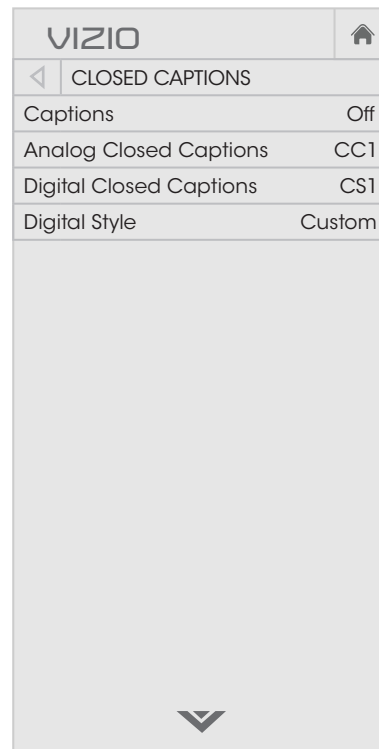 VIZIO
CLOSED CAPTIONS
Captions Off
Analog Closed Captions CC1
Digital Closed Captions CS1
Digital Style Custom